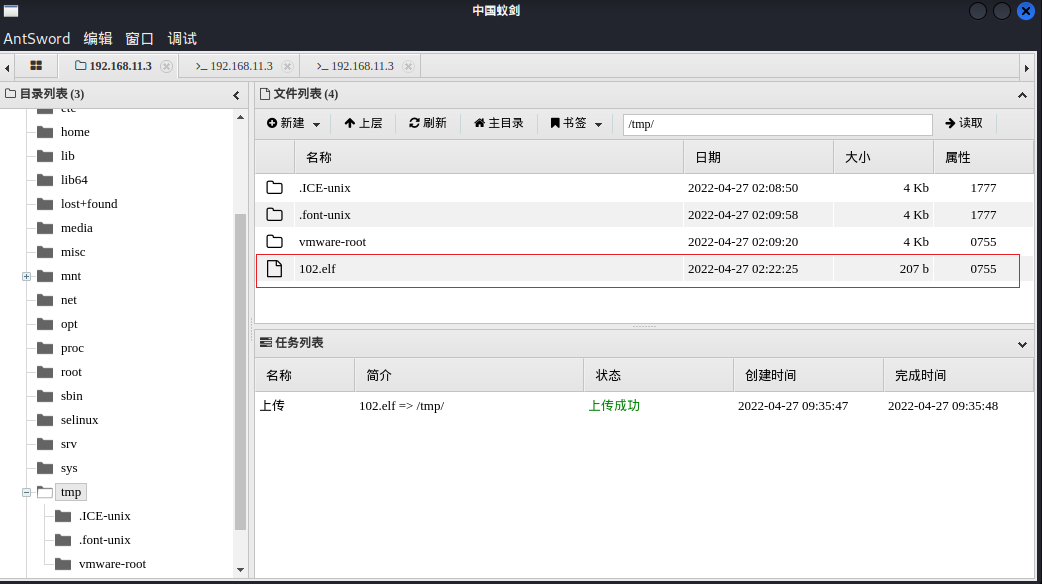 中国蚁剑
AntSword 编辑 窗口 调试
192.168.11.3 >_ 192.168.11.3 >_ 192.168.11.3
目录列表 (3)
etc
home
lib
lib64
lost+found
media
misc
mnt
net
opt
proc
root
sbin
selinux
srv
sys
tmp
.ICE-unix
.font-unix
vmware-root
文件列表 (4)
新建 上层 刷新 主目录 书签 /tmp/ 读取
名称 日期 大小 属性
.ICE-unix 2022-04-27 02:08:50 4 Kb 1777
.font-unix 2022-04-27 02:09:58 4 Kb 1777
vmware-root 2022-04-27 02:09:20 4 Kb 0755
102.elf 2022-04-27 02:22:25 207 b 0755
任务列表
名称 简介 状态 创建时间 完成时间
上传 102.elf => /tmp/ 上传成功 2022-04-27 09:35:47 2022-04-27 09:35:48